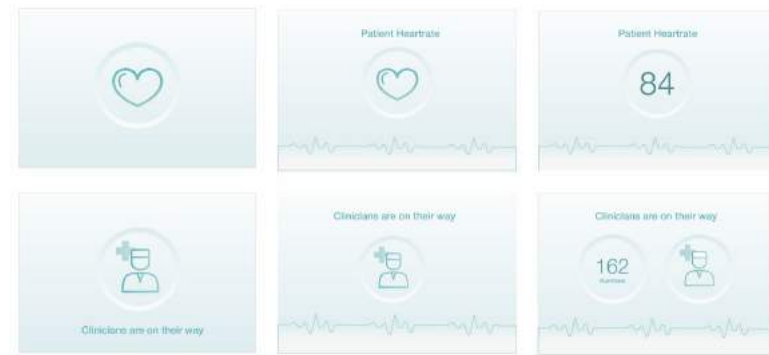 Patient Heartrate
Patient Heartrate
84
Clinicians are on their way
Clinicians are on their way
Clinicians are on their way
162